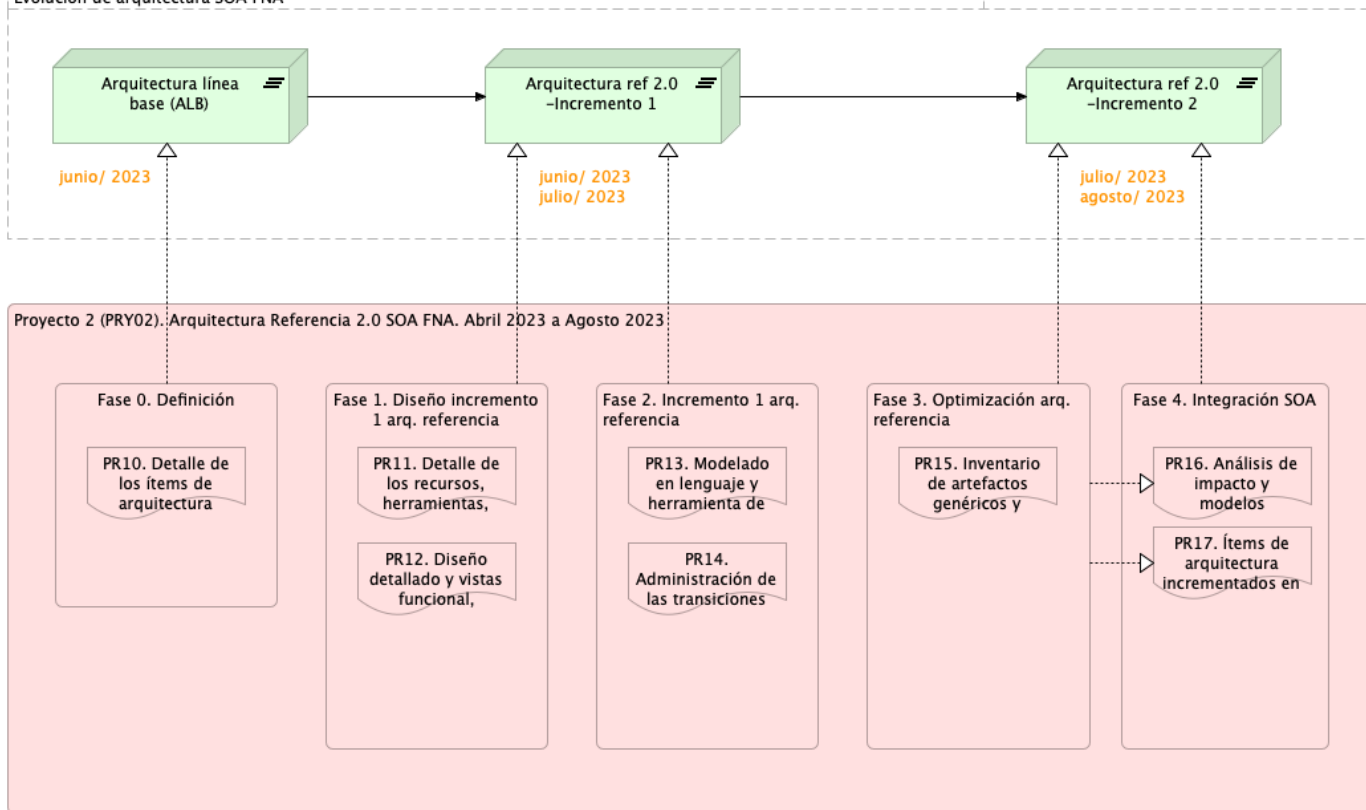 Evolución de arquitectura SOA FNA
Arquitectura línea
base (ALB)
Arquitectura ref 2.0
-Incremento 1
Arquitectura ref 2.0
-Incremento 2
junio/ 2023
junio/ 2023
julio/ 2023
julio/ 2023
agosto/ 2023
Proyecto 2 (PRY02). Arquitectura Referencia 2.0 SOA FNA. Abril 2023 a Agosto 2023
Fase 0. Definición
PR10. Detalle de
los ítems de
arquitectura
Fase 1. Diseño incremento
1 arq. referencia
PR11. Detalle de
los recursos,
herramientas,
PR12. Diseño
detallado y vistas
funcional,
Fase 2. Incremento 1 arq.
referencia
PR13. Modelado
en lenguaje y
herramienta de
PR14.
Administración de
las transiciones
Fase 3. Optimización arq.
referencia
PR15. Inventario
de artefactos
genéricos y
Fase 4. Integración SOA
PR16. Análisis de
impacto y
modelos
PR17. Ítems de
arquitectura
incrementados en